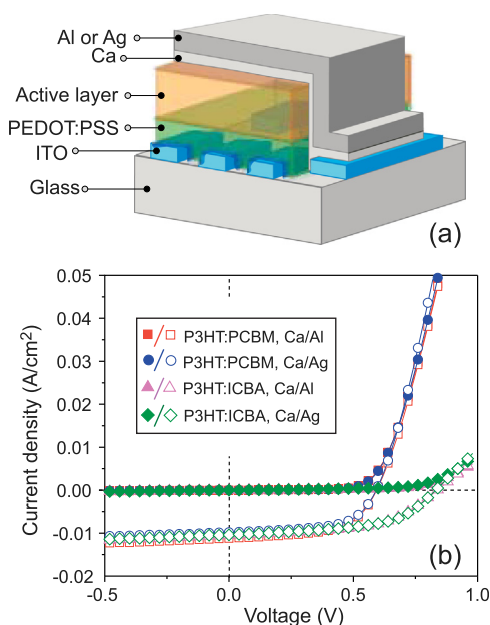 Al or Ag
Ca
Active layer
PEDOT:PSS
ITO
Glass
(a)
0.05
0.04
0.03
0.02
0.01
0.00
-0.01
-0.02
Current density (A/cm²)
P3HT:PCBM, Ca/Al
P3HT:PCBM, Ca/Ag
P3HT:ICBA, Ca/Al
P3HT:ICBA, Ca/Ag
(b)
-0.5 0.0 0.5 1.0
Voltage (V)